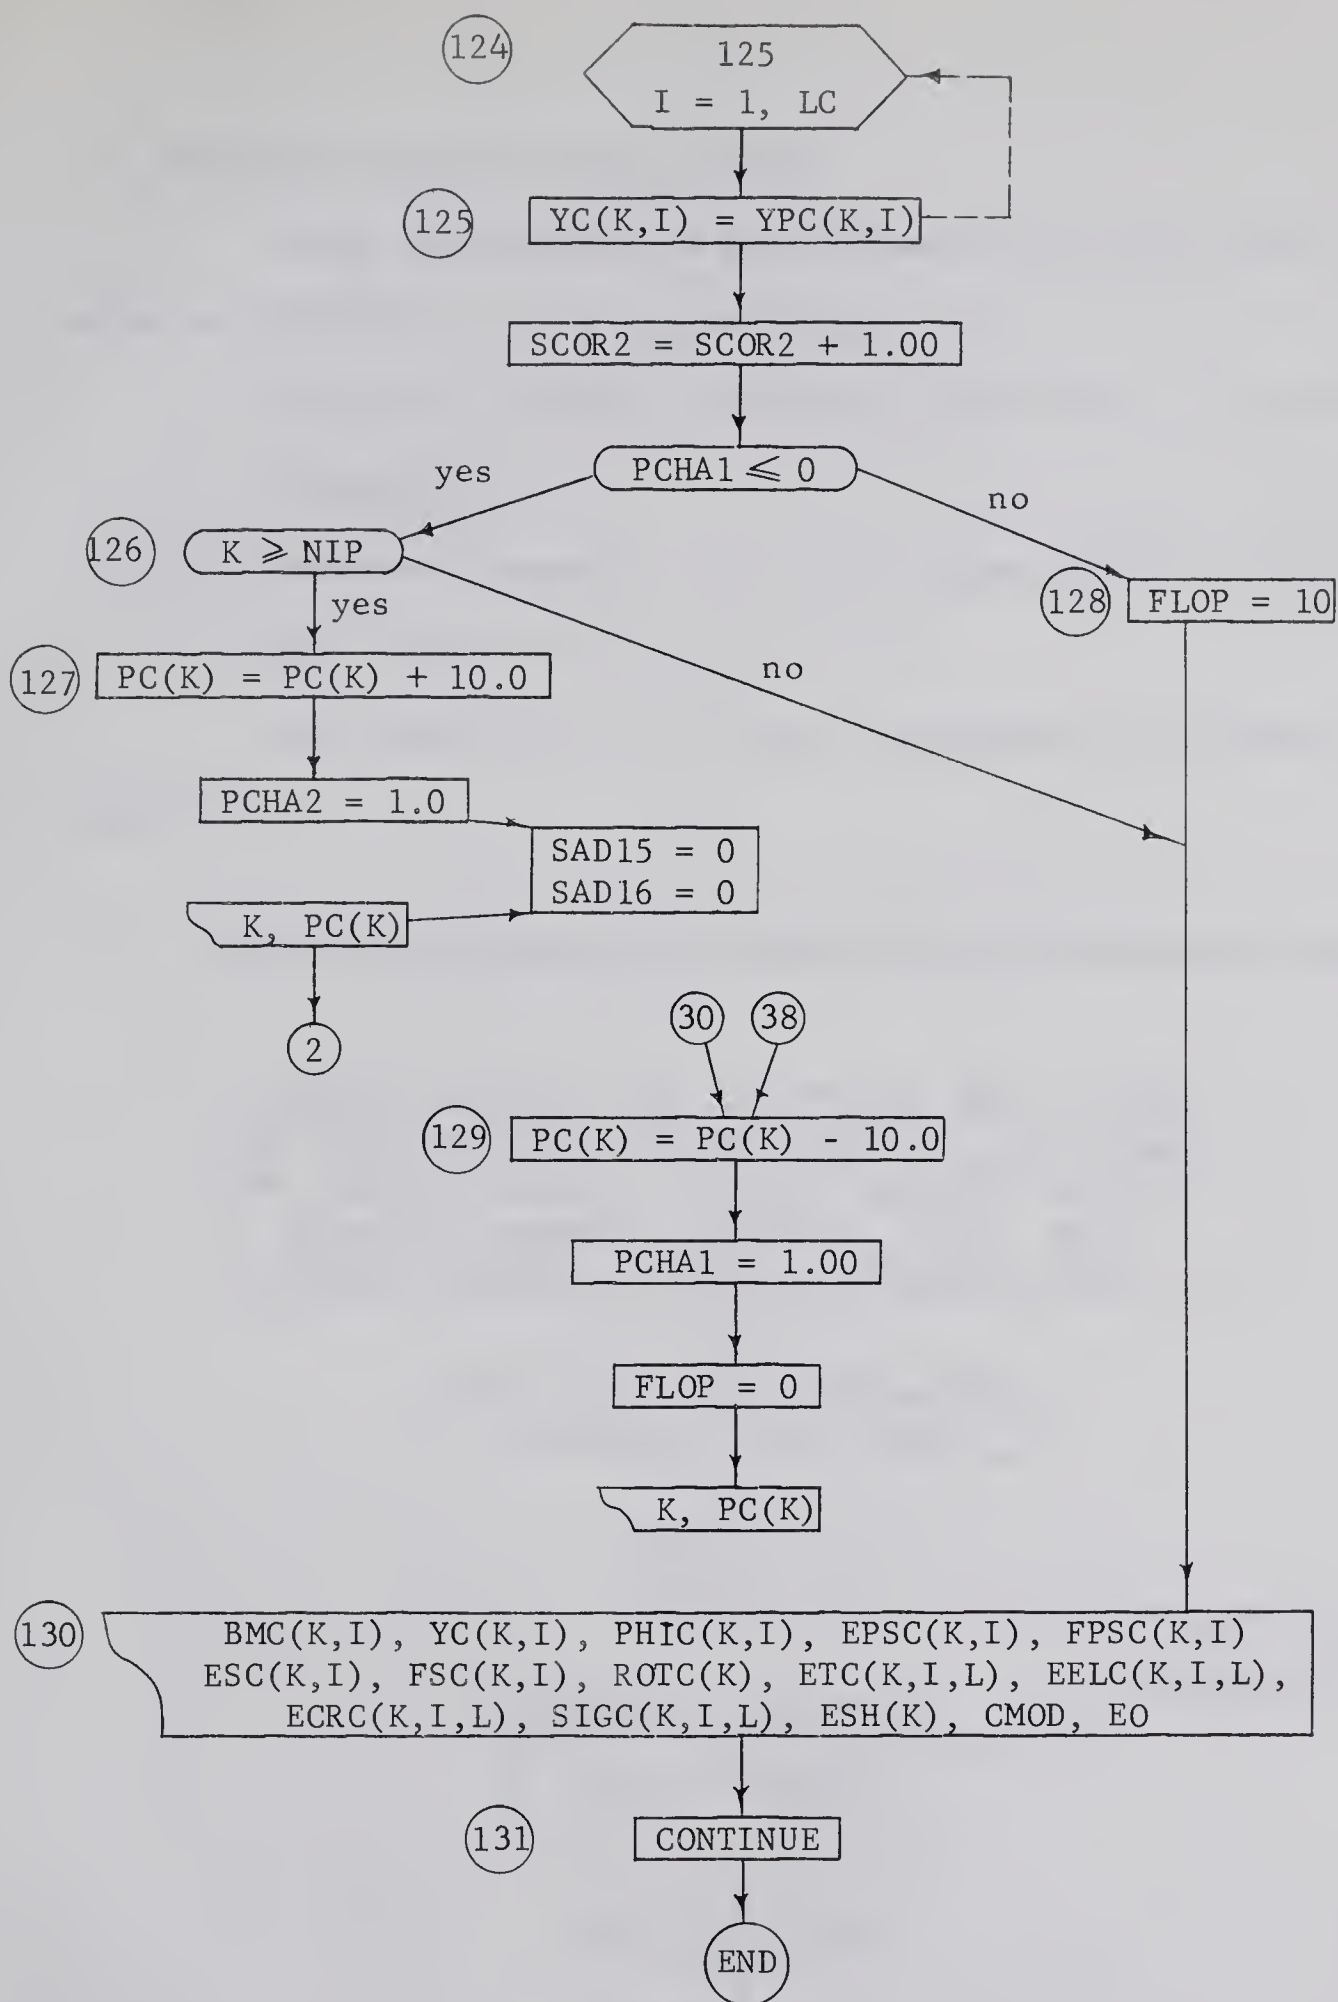 124
125
I = 1, LC
125
YC(K,I) = YPC(K,I)
SCOR2 = SCOR2 + 1.00
PCHA1 ⩽ 0
yes
no
126
K ⩾ NIP
yes
no
128
FLOP = 10
127
PC(K) = PC(K) + 10.0
PCHA2 = 1.0
SAD15 = 0
SAD16 = 0
K, PC(K)
2
30
38
129
PC(K) = PC(K) - 10.0
PCHA1 = 1.00
FLOP = 0
K, PC(K)
130
BMC(K,I), YC(K,I), PHIC(K,I), EPSC(K,I), FPSC(K,I)
ESC(K,I), FSC(K,I), ROTC(K), ETC(K,I,L), EELC(K,I,L),
ECRC(K,I,L), SIGC(K,I,L), ESH(K), CMOD, EO
131
CONTINUE
END